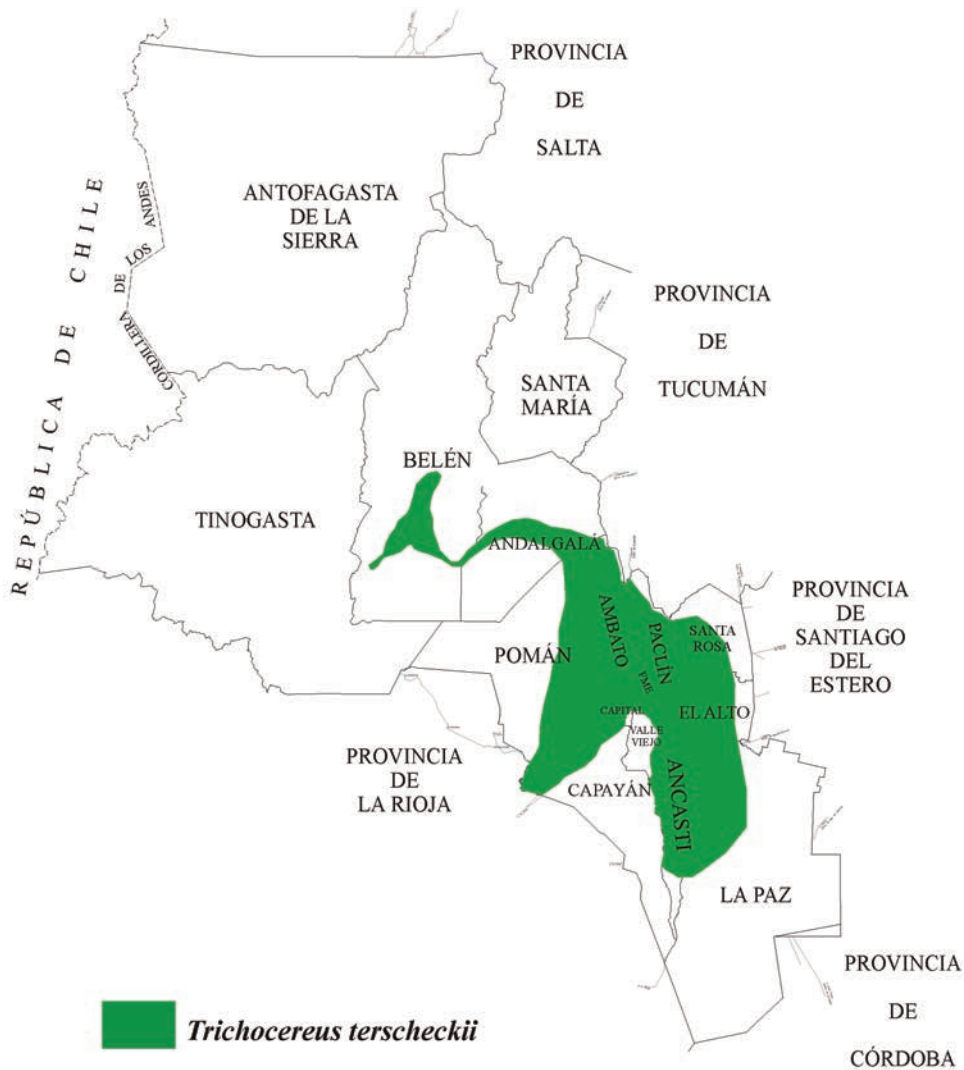 PROVINCIA
DE
SALTA
ANTOFAGASTA
DE LA
SIERRA
REPÚBLICA DE CHILE
CORDILLERA DE LOS ANDES
PROVINCIA
DE
TUCUMÁN
SANTA
MARÍA
BELÉN
TINOGASTA
ANDALGALÁ
PROVINCIA
DE
SANTIAGO
DEL
ESTERO
AMBATO
PACLÍN
SANTA
ROSA
POMÁN
FME
CAPITAL
EL ALTO
VALLE
VIEJO
PROVINCIA
DE
LA RIOJA
CAPAYÁN
ANCASTI
LA PAZ
PROVINCIA
DE
CÓRDOBA
Trichocereus terscheckii